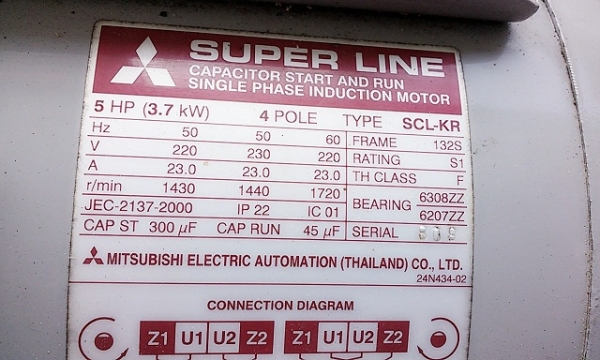 SUPER LINE
CAPACITOR START AND RUN
SINGLE PHASE INDUCTION MOTOR
5 HP (3.7 kW) 4 POLE TYPE SCL-KR
Hz 50 50 60 FRAME 132S
V 220 230 220 RATING S1
A 23.0 23.0 23.0 TH CLASS F
r/min 1430 1440 1720 BEARING 6308ZZ
JEC-2137-2000 IP 22 IC 01 6207ZZ
CAP ST 300 µF CAP RUN 45 µF SERIAL
MITSUBISHI ELECTRIC AUTOMATION (THAILAND) CO., LTD.
24N434-02
CONNECTION DIAGRAM
Z1 U1 U2 Z2 Z1 U1 U2 Z2